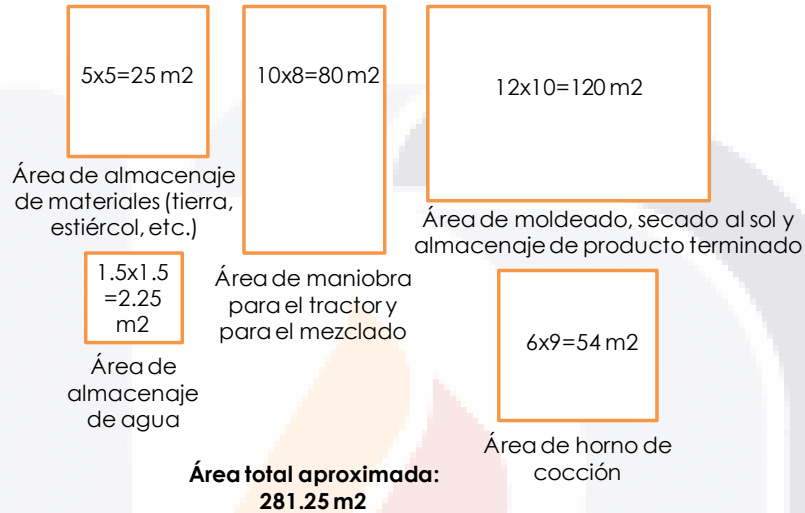 5x5=25 m2
Área de almacenaje
de materiales (tierra,
estiércol, etc.)
10x8=80 m2
Área de maniobra
para el tractor y
para el mezclado
12x10=120 m2
Área de moldeado, secado al sol y
almacenaje de producto terminado
1.5x1.5
=2.25
m2
Área de
almacenaje
de agua
6x9=54 m2
Área de horno de
cocción
Área total aproximada:
281.25 m2